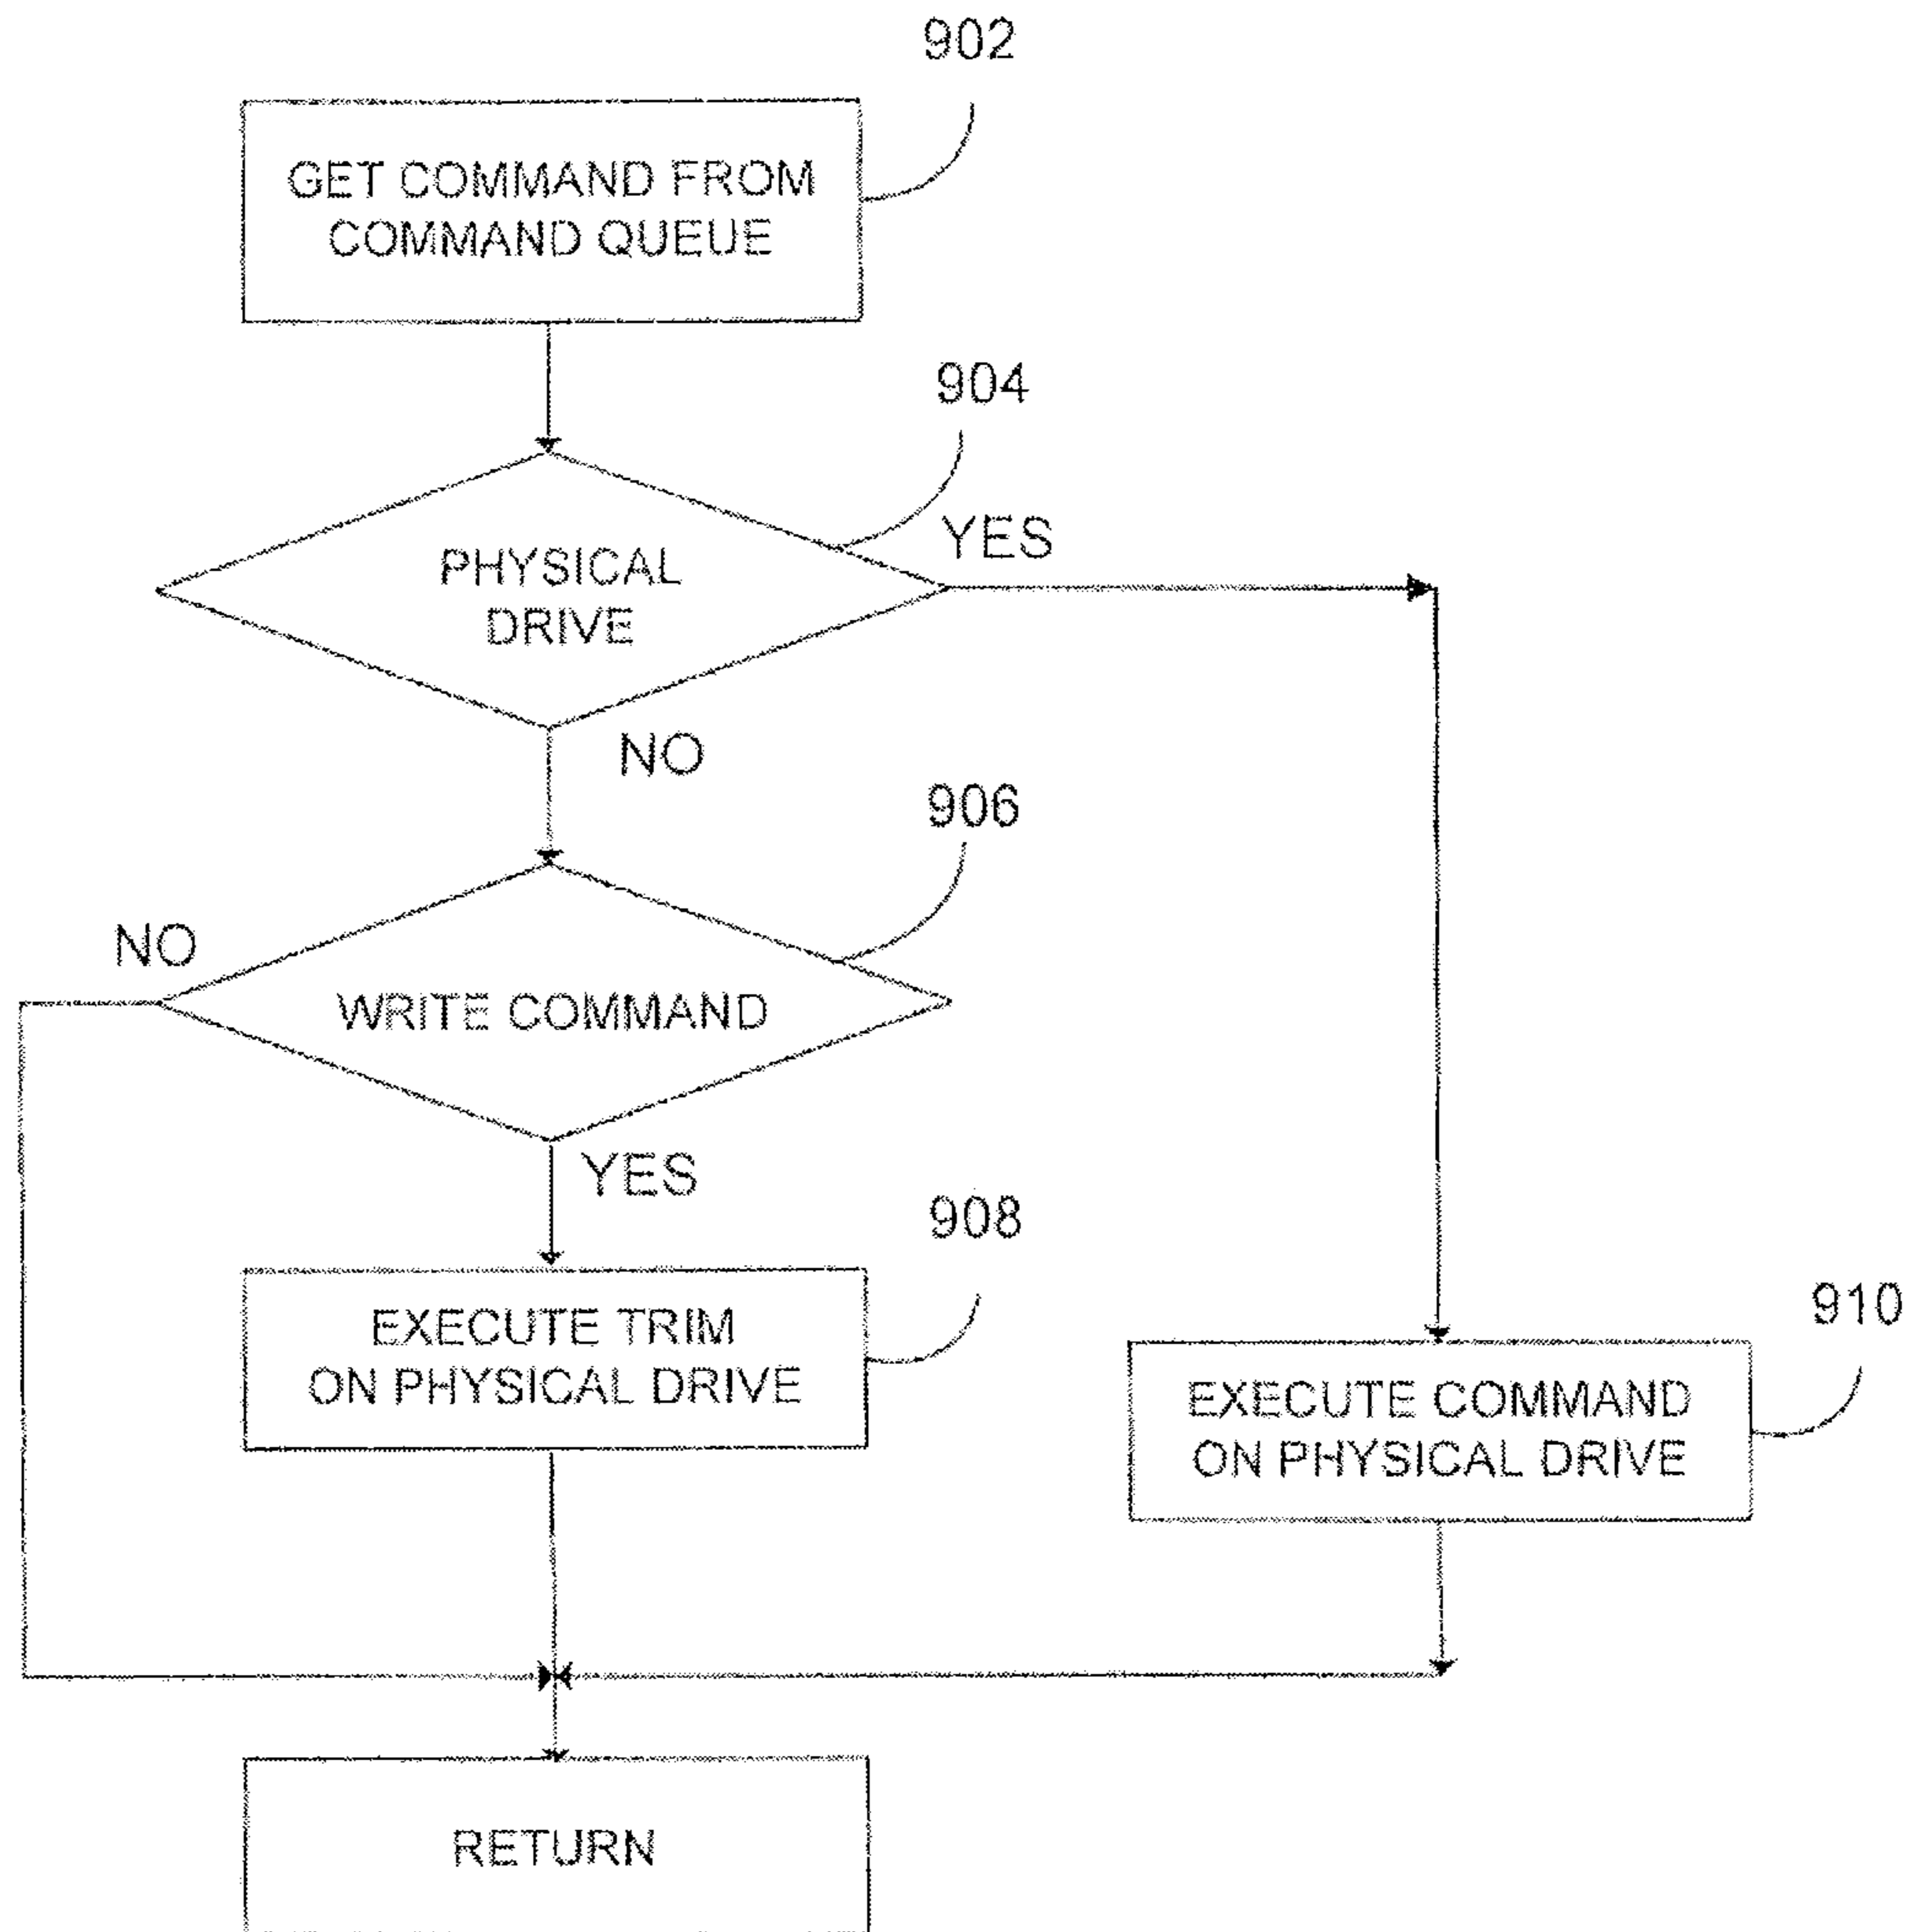 902
GET COMMAND FROM
COMMAND QUEUE
904
PHYSICAL
DRIVE
YES
NO
906
NO
WRITE COMMAND
YES
908
EXECUTE TRIM
ON PHYSICAL DRIVE
910
EXECUTE COMMAND
ON PHYSICAL DRIVE
RETURN